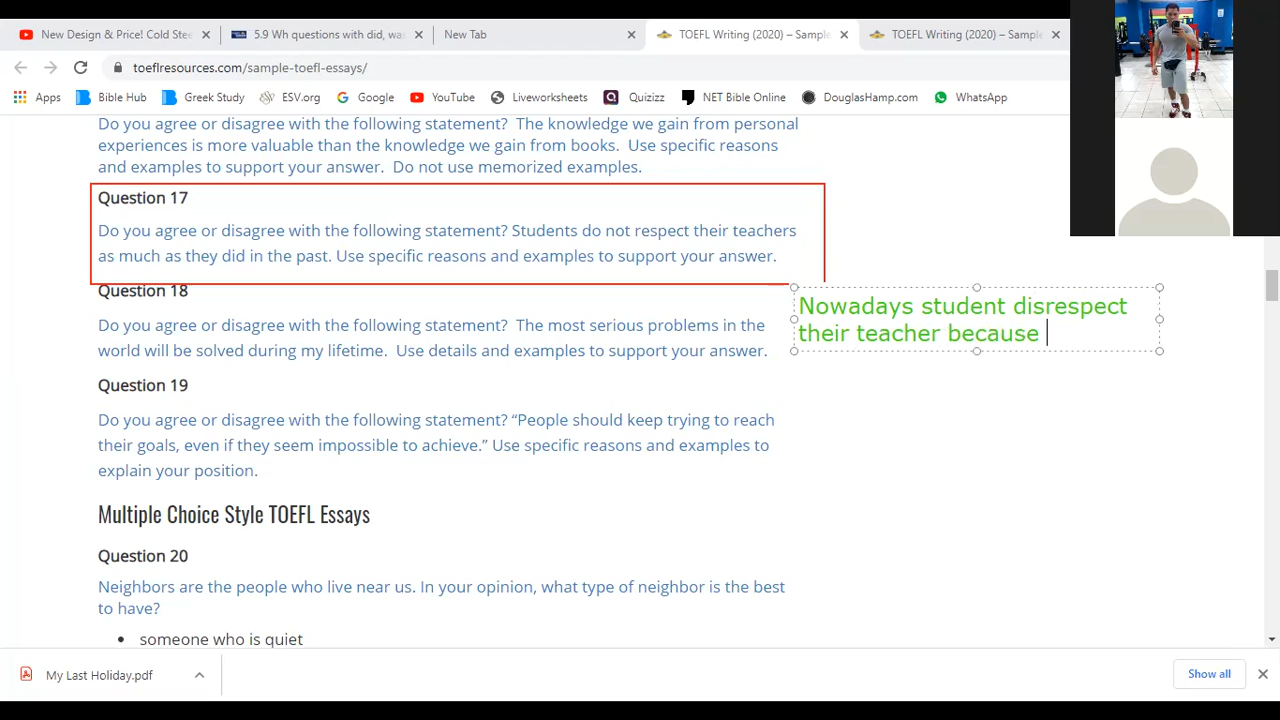 New Design & Price! Cold Stee
5.9 Wh questions with did, wa
New Tab
TOEFL Writing (2020) – Sample
TOEFL Writing (2020) – Sample
toeflresources.com/sample-toefl-essays/
Apps Bible Hub Greek Study ESV.org Google YouTube Liveworksheets Quizizz NET Bible Online DouglasHamp.com WhatsApp
Do you agree or disagree with the following statement? The knowledge we gain from personal
experiences is more valuable than the knowledge we gain from books. Use specific reasons
and examples to support your answer. Do not use memorized examples.
Question 17
Do you agree or disagree with the following statement? Students do not respect their teachers
as much as they did in the past. Use specific reasons and examples to support your answer.
Question 18
Nowadays student disrespect
their teacher because
Do you agree or disagree with the following statement? The most serious problems in the
world will be solved during my lifetime. Use details and examples to support your answer.
Question 19
Do you agree or disagree with the following statement? “People should keep trying to reach
their goals, even if they seem impossible to achieve.” Use specific reasons and examples to
explain your position.
Multiple Choice Style TOEFL Essays
Question 20
Neighbors are the people who live near us. In your opinion, what type of neighbor is the best
to have?
• someone who is quiet
My Last Holiday.pdf
Show all